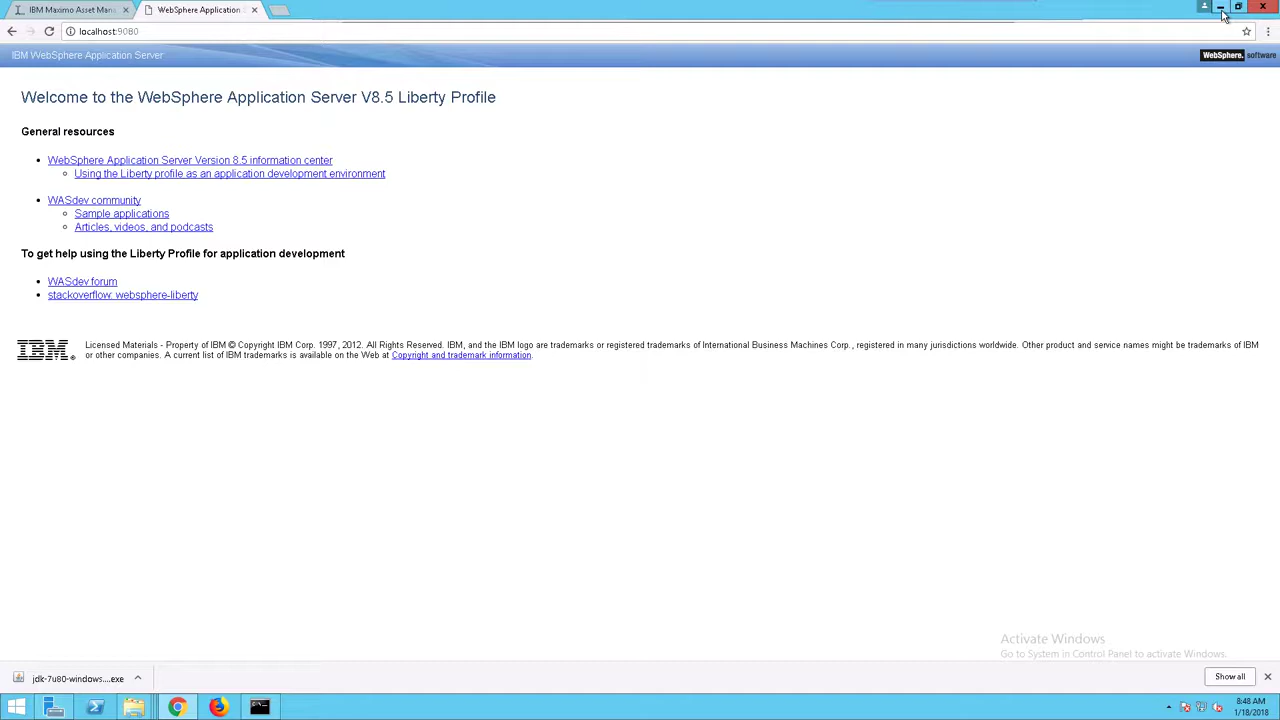 IBM Maximo Asset Man
WebSphere Application S
localhost:9080
IBM WebSphere Application Server
WebSphere. software
Welcome to the WebSphere Application Server V8.5 Liberty Profile
General resources
WebSphere Application Server Version 8.5 information center
Using the Liberty profile as an application development environment
WASdev community
Sample applications
Articles, videos, and podcasts
To get help using the Liberty Profile for application development
WASdev forum
stackoverflow: websphere-liberty
IBM®
Licensed Materials - Property of IBM © Copyright IBM Corp. 1997, 2012. All Rights Reserved. IBM, and the IBM logo are trademarks or registered trademarks of International Business Machines Corp., registered in many jurisdictions worldwide. Other product and service names might be trademarks of IBM
or other companies. A current list of IBM trademarks is available on the Web at Copyright and trademark information.
Activate Windows
Go to System in Control Panel to activate Windows.
jdk-7u80-windows....exe
Show all
8:48 AM
1/18/2018